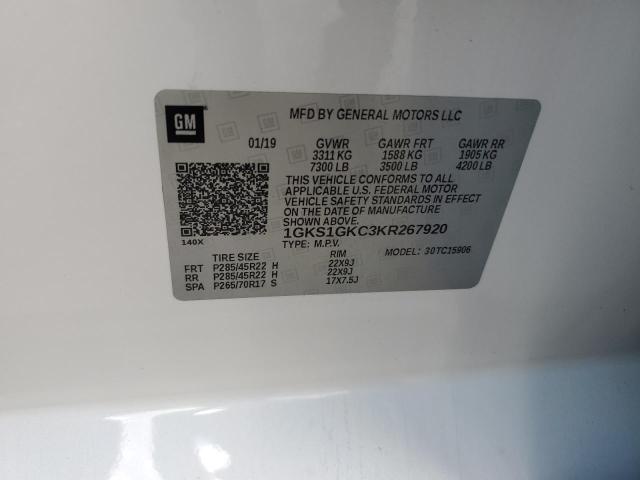 GM
MFD BY GENERAL MOTORS LLC
01/19 GVWR GAWR FRT GAWR RR
3311 KG 1588 KG 1905 KG
7300 LB 3500 LB 4200 LB
THIS VEHICLE CONFORMS TO ALL
APPLICABLE U.S. FEDERAL MOTOR
VEHICLE SAFETY STANDARDS IN EFFECT
ON THE DATE OF MANUFACTURE
SHOWN ABOVE.
1GKS1GKC3KR267920
140X
TYPE: M.P.V. MODEL: 30TC15906
TIRE SIZE RIM
FRT P285/45R22 H 22X9J
RR P285/45R22 H 22X9J
SPA P265/70R17 S 17X7.5J